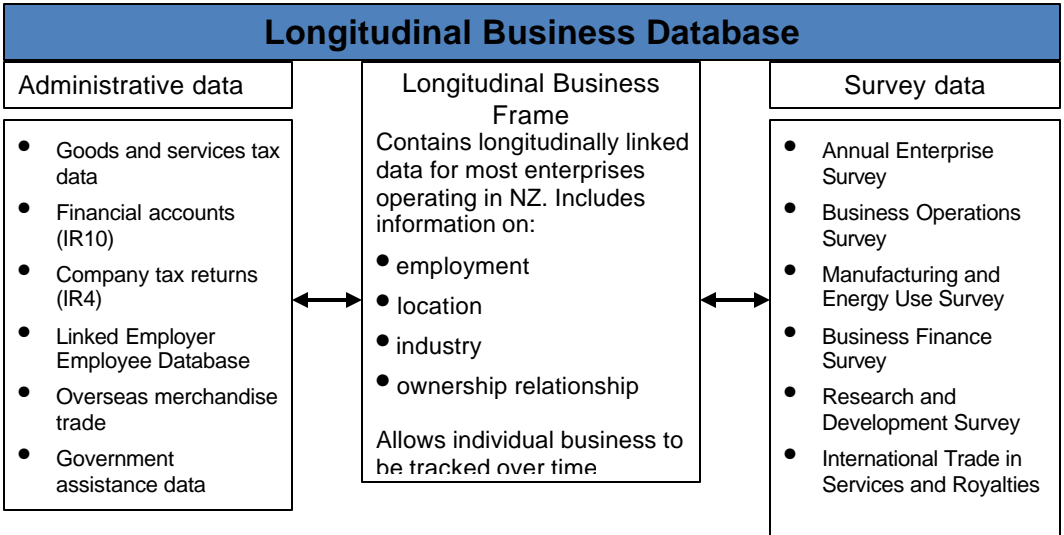 Longitudinal Business Database
Administrative data
• Goods and services tax
data
• Financial accounts
(IR10)
• Company tax returns
(IR4)
• Linked Employer
Employee Database
• Overseas merchandise
trade
• Government
assistance data
Longitudinal Business
Frame
Contains longitudinally linked
data for most enterprises
operating in NZ. Includes
information on:
• employment
• location
• industry
• ownership relationship
Allows individual business to
be tracked over time
Survey data
• Annual Enterprise
Survey
• Business Operations
Survey
• Manufacturing and
Energy Use Survey
• Business Finance
Survey
• Research and
Development Survey
• International Trade in
Services and Royalties